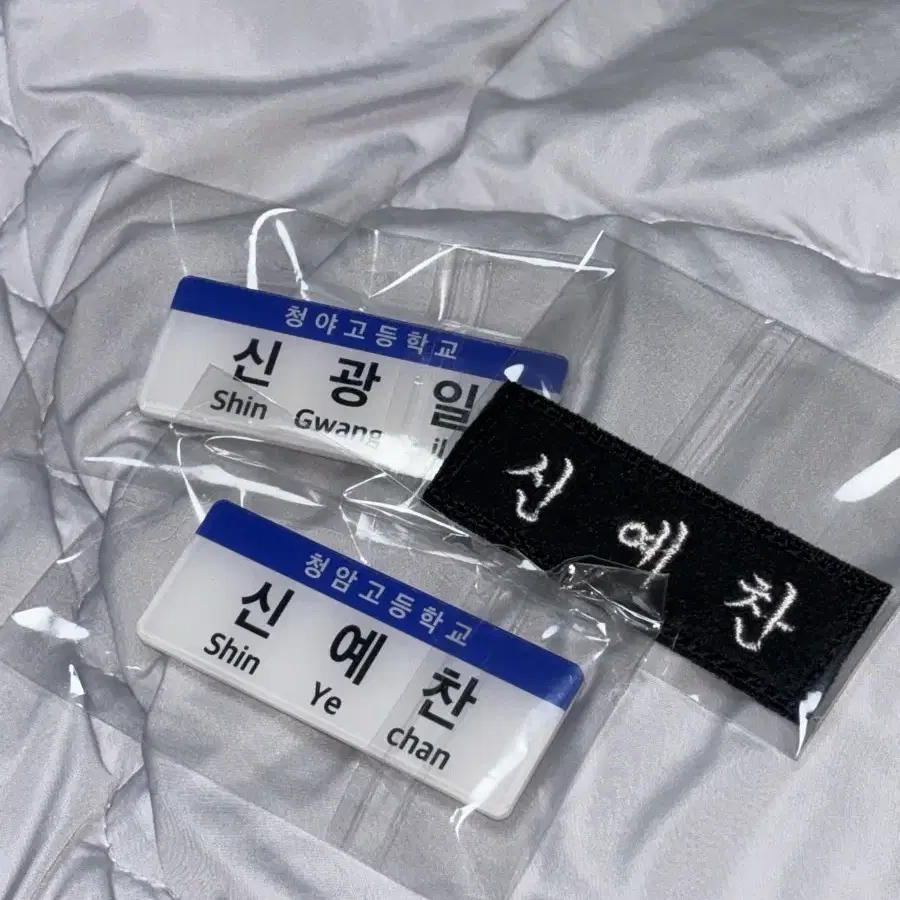 청야고등학교
신 광 일
Shin Gwang il
신 예 찬
청암고등학교
신 예 찬
Shin Ye chan